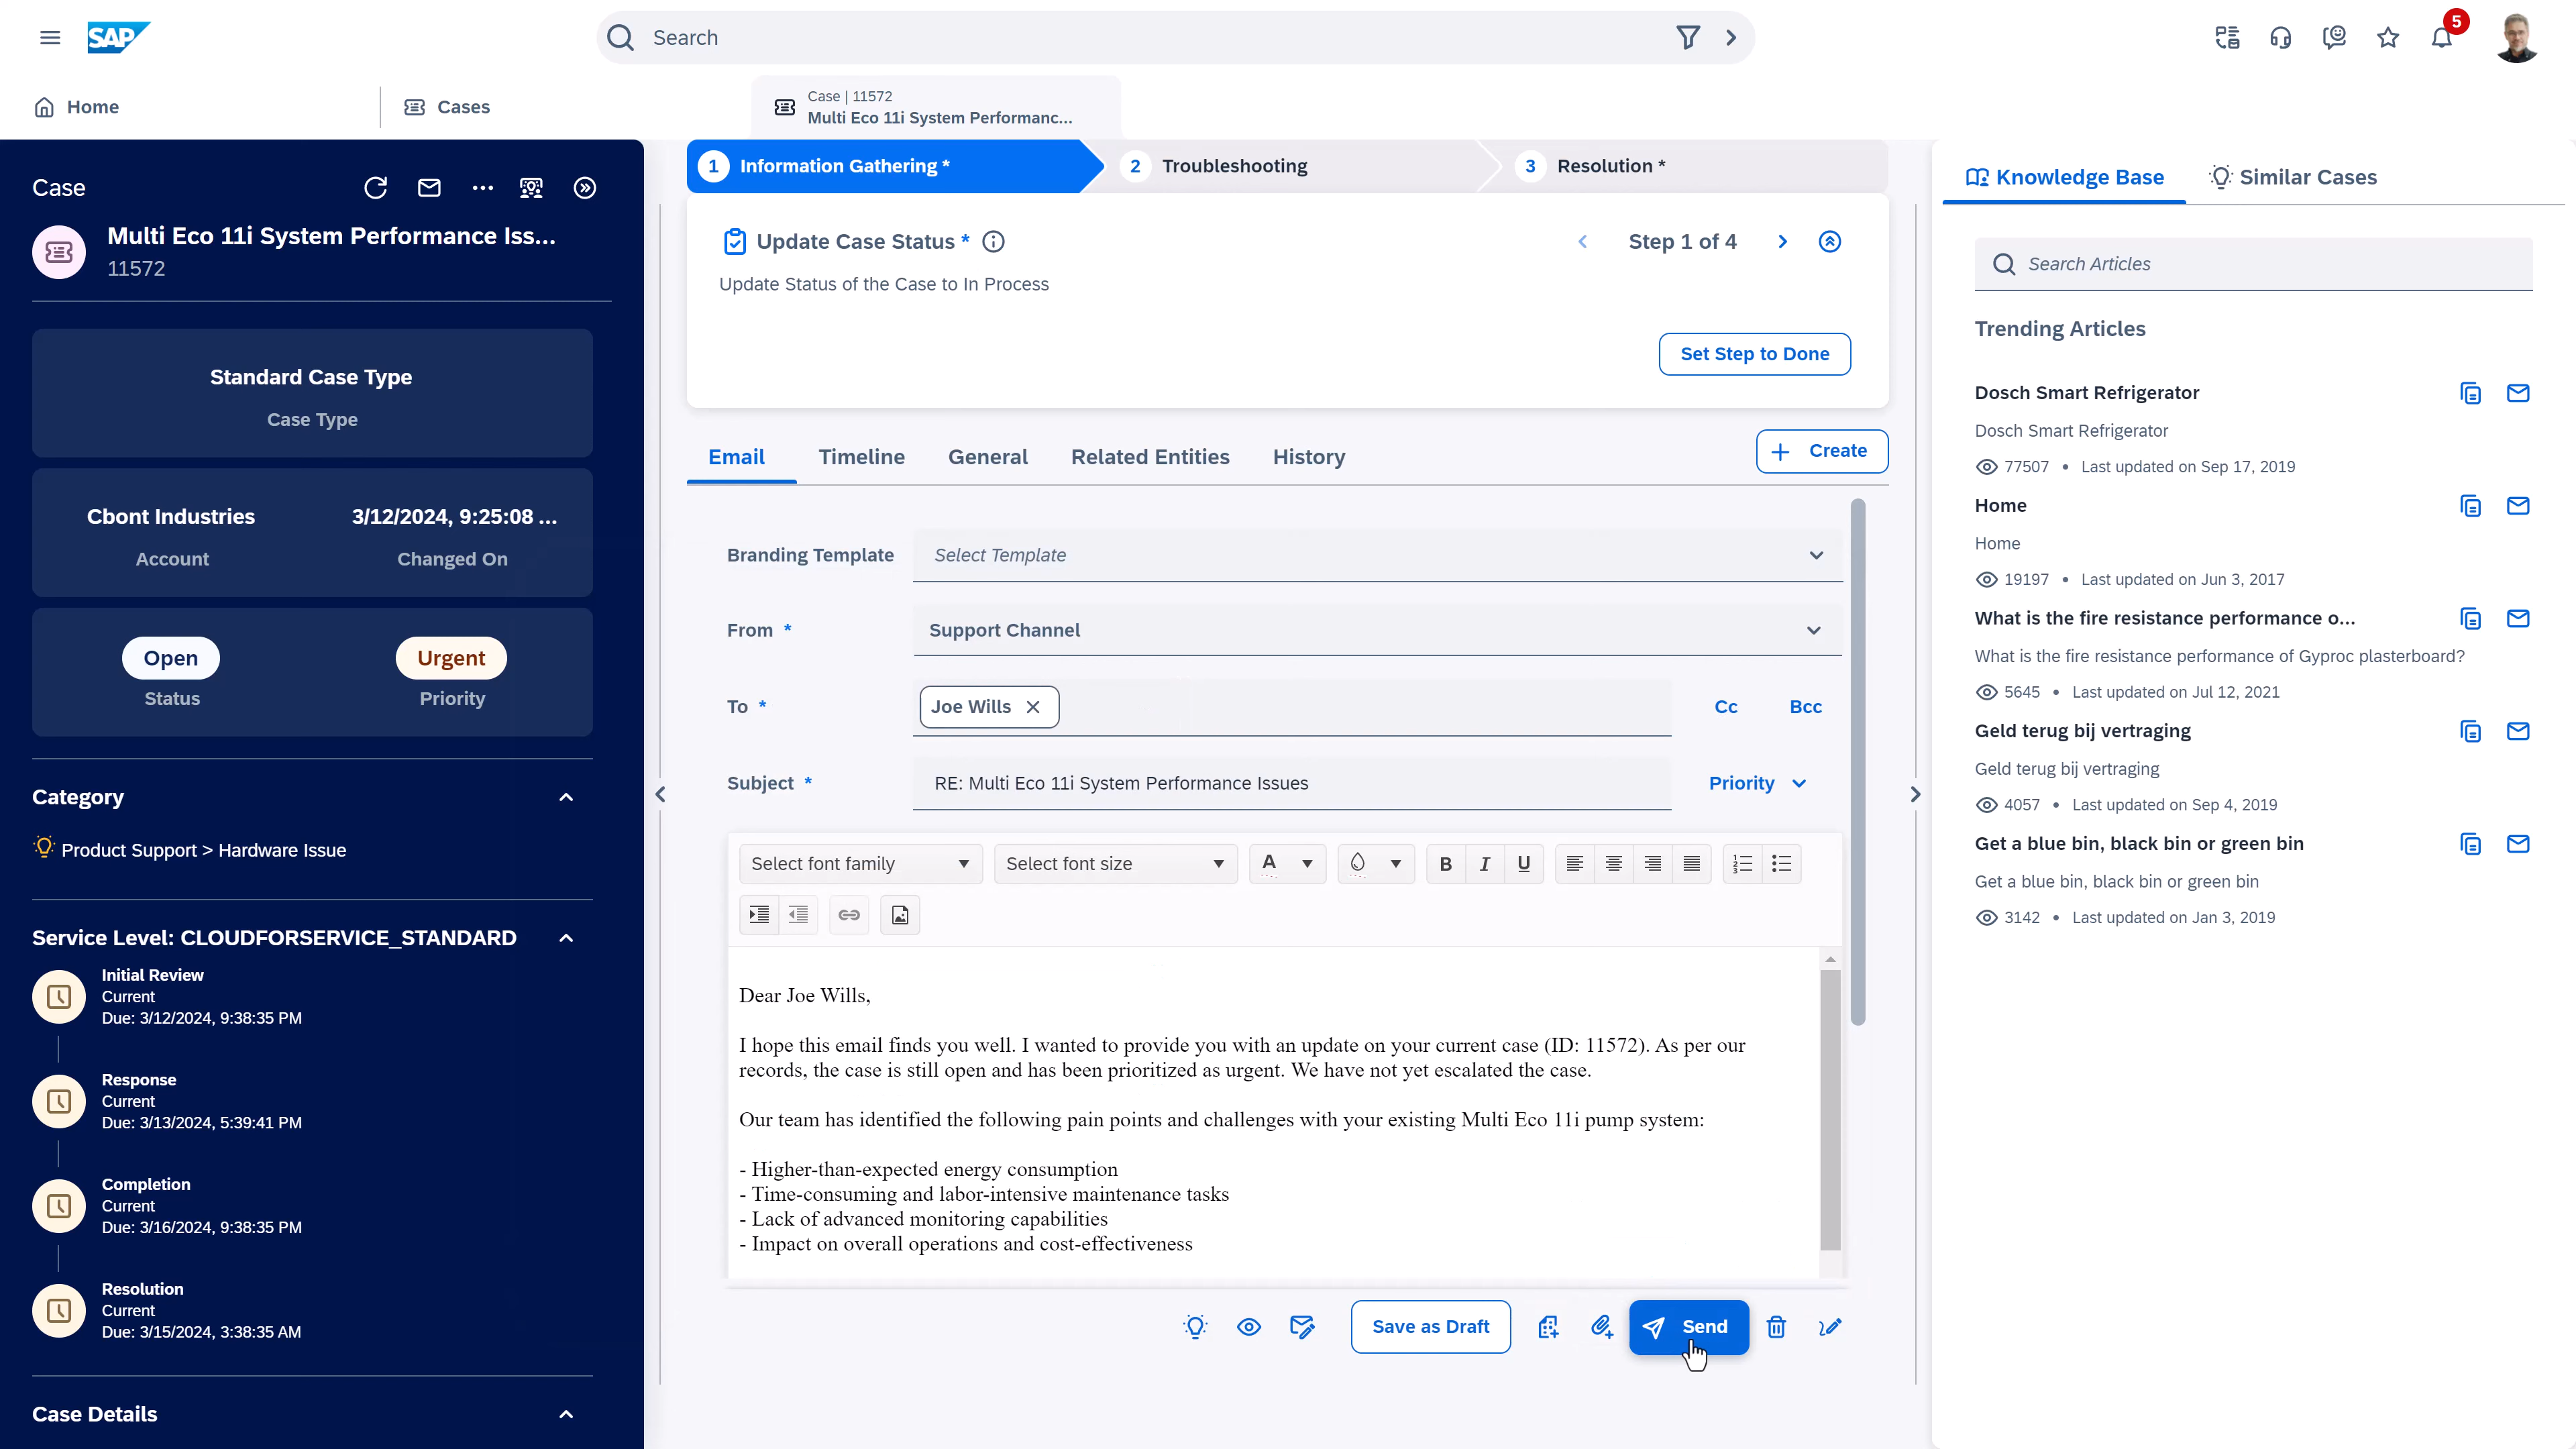 SAP
Search
5
Home
Cases
Case | 11572
Multi Eco 11i System Performanc...
Case
Multi Eco 11i System Performance Iss...
11572
Standard Case Type
Case Type
Cbont Industries
Account
3/12/2024, 9:25:08 ...
Changed On
Open
Status
Urgent
Priority
Category
Product Support > Hardware Issue
Service Level: CLOUDFORSERVICE_STANDARD
Initial Review
Current
Due: 3/12/2024, 9:38:35 PM
Response
Current
Due: 3/13/2024, 5:39:41 PM
Completion
Current
Due: 3/16/2024, 9:38:35 PM
Resolution
Current
Due: 3/15/2024, 3:38:35 AM
Case Details
1 Information Gathering *
2 Troubleshooting
3 Resolution *
Update Case Status *
Step 1 of 4
Update Status of the Case to In Process
Set Step to Done
Email
Timeline
General
Related Entities
History
Create
Branding Template
Select Template
From *
Support Channel
To *
Joe Wills
Cc
Bcc
Subject *
RE: Multi Eco 11i System Performance Issues
Priority
Select font family
Select font size
A
B
I
U
Dear Joe Wills,
I hope this email finds you well. I wanted to provide you with an update on your current case (ID: 11572). As per our
records, the case is still open and has been prioritized as urgent. We have not yet escalated the case.
Our team has identified the following pain points and challenges with your existing Multi Eco 11i pump system:
- Higher-than-expected energy consumption
- Time-consuming and labor-intensive maintenance tasks
- Lack of advanced monitoring capabilities
- Impact on overall operations and cost-effectiveness
Save as Draft
Send
Knowledge Base
Similar Cases
Search Articles
Trending Articles
Dosch Smart Refrigerator
Dosch Smart Refrigerator
77507 • Last updated on Sep 17, 2019
Home
Home
19197 • Last updated on Jun 3, 2017
What is the fire resistance performance o...
What is the fire resistance performance of Gyproc plasterboard?
5645 • Last updated on Jul 12, 2021
Geld terug bij vertraging
Geld terug bij vertraging
4057 • Last updated on Sep 4, 2019
Get a blue bin, black bin or green bin
Get a blue bin, black bin or green bin
3142 • Last updated on Jan 3, 2019